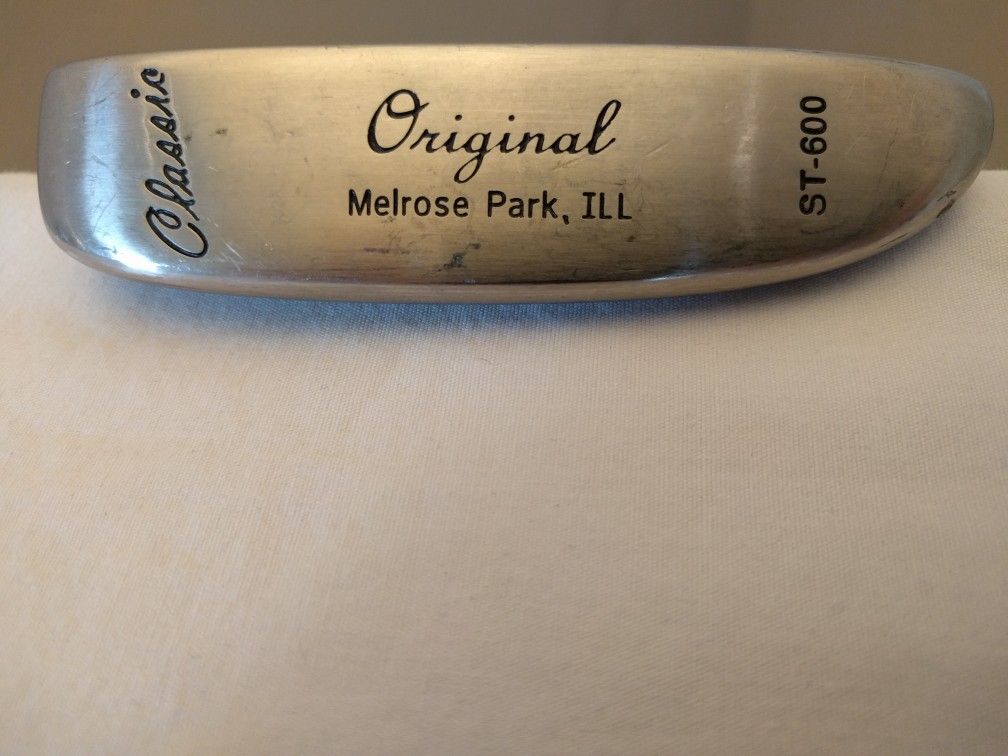 Classic
Original
Melrose Park, ILL
ST-600